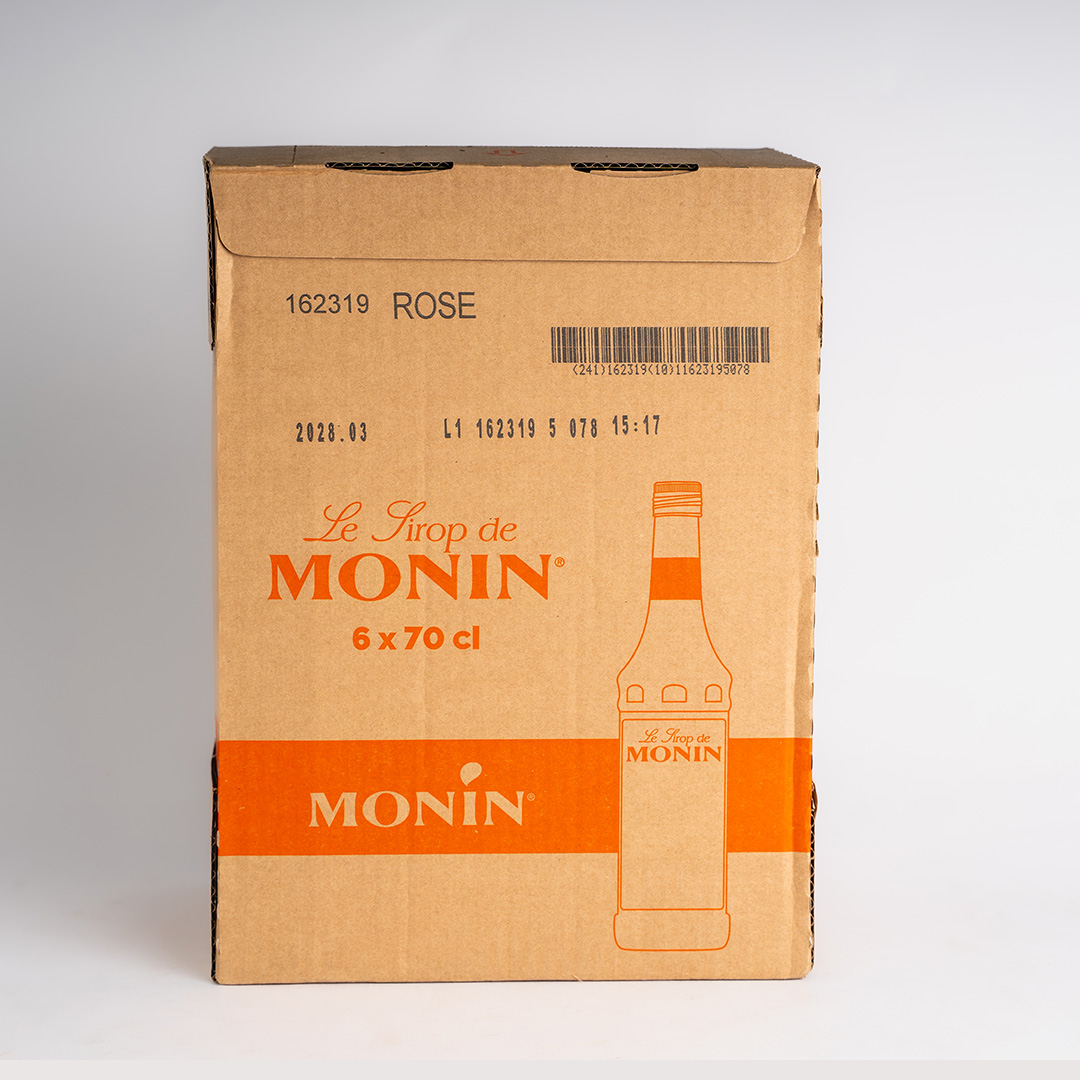 162319 ROSE
(241)162319(10)11623195078
2028.03 L1 162319 5 078 15:17
Le Sirop de
MONIN®
6 x 70 cl
Le Sirop de
MONIN
MONIN®